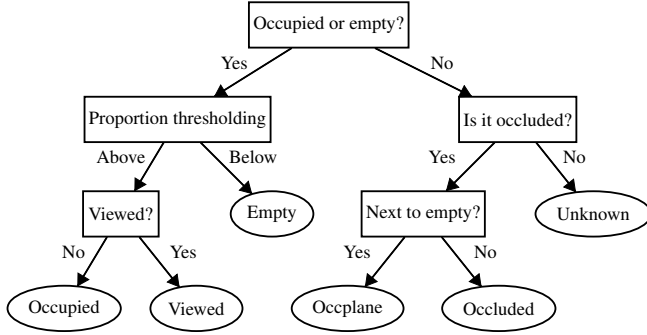 Occupied or empty?
Yes
No
Proportion thresholding
Is it occluded?
Above
Below
Yes
No
Viewed?
Empty
Next to empty?
Unknown
No
Yes
Yes
No
Occupied
Viewed
Occplane
Occluded